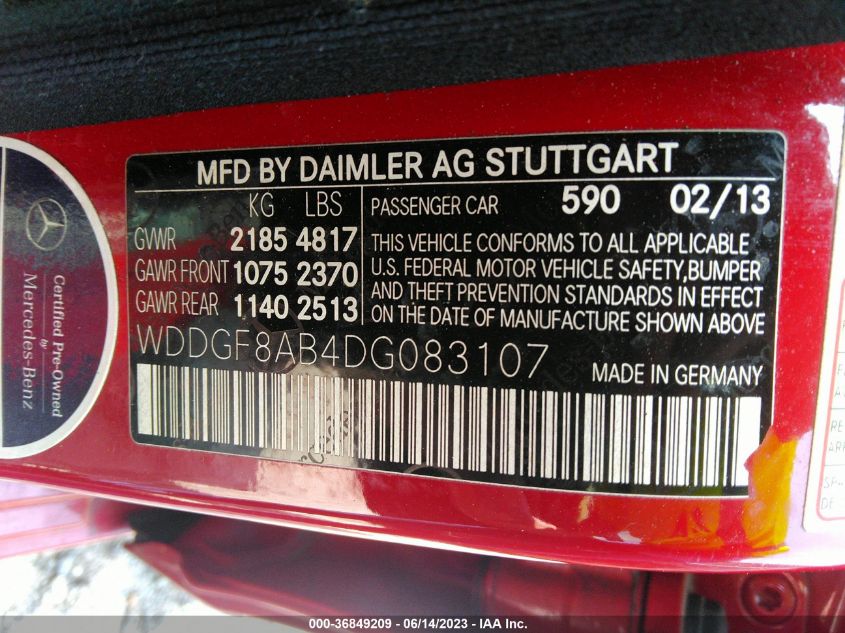 MFD BY DAIMLER AG STUTTGART
KG LBS
GVWR 2185 4817
GAWR FRONT 1075 2370
GAWR REAR 1140 2513
PASSENGER CAR 590 02/13
THIS VEHICLE CONFORMS TO ALL APPLICABLE
U.S. FEDERAL MOTOR VEHICLE SAFETY,BUMPER
AND THEFT PREVENTION STANDARDS IN EFFECT
ON THE DATE OF MANUFACTURE SHOWN ABOVE
WDDGF8AB4DG083107
MADE IN GERMANY
Certified Pre-Owned
by
Mercedes-Benz
000-36849209 - 06/14/2023 - IAA Inc.